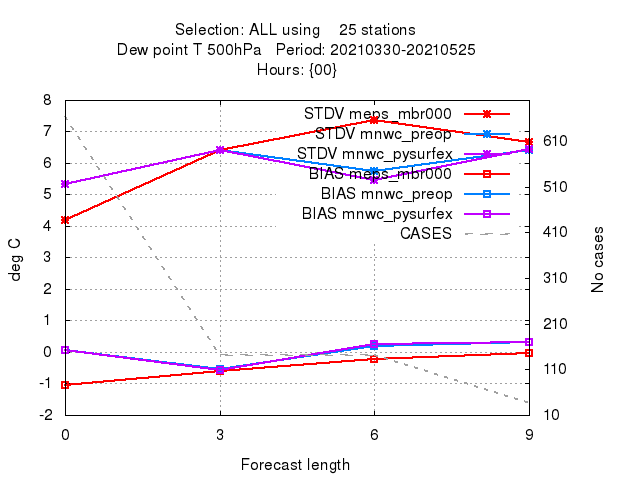 Selection: ALL using 25 stations
Dew point T 500hPa Period: 20210330-20210525
Hours: {00}
STDV meps_mbr000
STDV mnwc_preop
STDV mnwc_pysurfex
BIAS meps_mbr000
BIAS mnwc_preop
BIAS mnwc_pysurfex
CASES
deg C
8
7
6
5
4
3
2
1
0
-1
-2
610
510
410
310
210
110
10
No cases
0 3 6 9
Forecast length